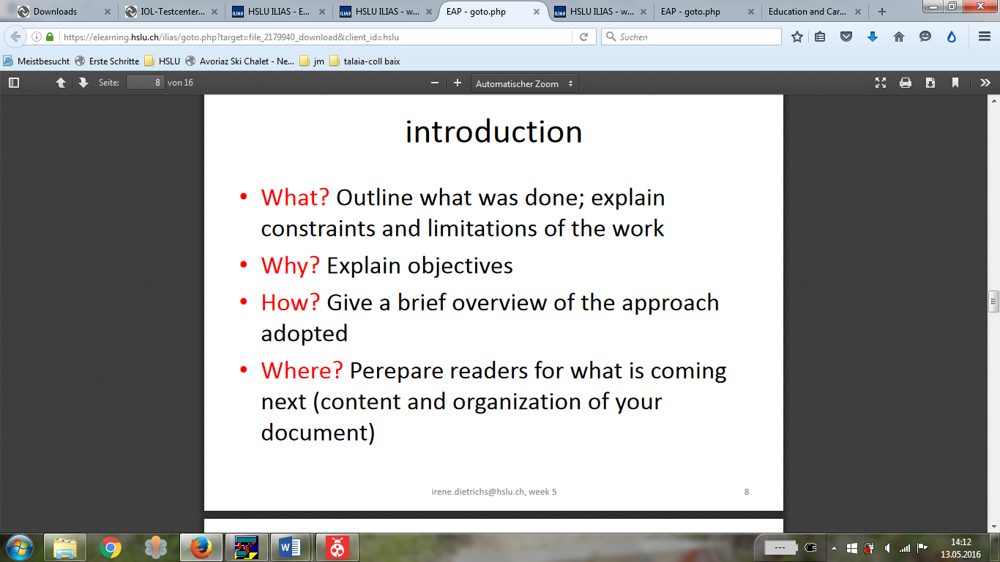 Downloads
IOL-Testcenter...
HSLU ILIAS - E...
HSLU ILIAS - w...
EAP - goto.php
HSLU ILIAS - w...
EAP - goto.php
Education and Car...
https://elearning.hslu.ch/ilias/goto.php?target=file_2179940_download&client_id=hslu
Suchen
Meistbesucht
Erste Schritte
HSLU
Avoriaz Ski Chalet - Ne...
jm
talaia-coll baix
Seite: 8 von 16
Automatischer Zoom
introduction
• What? Outline what was done; explain
constraints and limitations of the work
• Why? Explain objectives
• How? Give a brief overview of the approach
adopted
• Where? Perepare readers for what is coming
next (content and organization of your
document)
irene.dietrichs@hslu.ch, week 5
8
14:12
13.05.2016